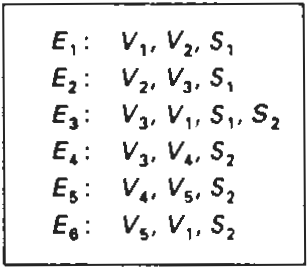 E₁: V₁, V₂, S₁
E₂: V₂, V₃, S₁
E₃: V₃, V₁, S₁, S₂
E₄: V₃, V₄, S₂
E₅: V₄, V₅, S₂
E₆: V₅, V₁, S₂